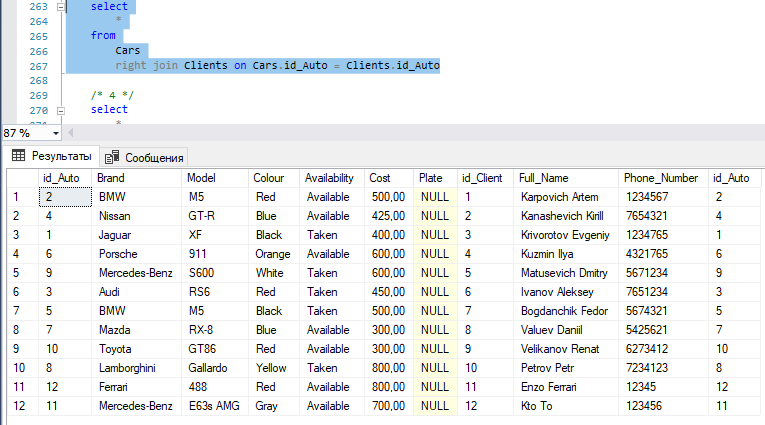 263 select
264 *
265 from
266 Cars
267 right join Clients on Cars.id_Auto = Clients.id_Auto
268
269 /* 4 */
270 select
87 %
Результаты Сообщения
id_Auto Brand Model Colour Availability Cost Plate id_Client Full_Name Phone_Number id_Auto
1 2 BMW M5 Red Available 500,00 NULL 1 Karpovich Artem 1234567 2
2 4 Nissan GT-R Blue Available 425,00 NULL 2 Kanashevich Kirill 7654321 4
3 1 Jaguar XF Black Taken 400,00 NULL 3 Krivorotov Evgeniy 1234765 1
4 6 Porsche 911 Orange Available 600,00 NULL 4 Kuzmin Ilya 4321765 6
5 9 Mercedes-Benz S600 White Taken 600,00 NULL 5 Matusevich Dmitry 5671234 9
6 3 Audi RS6 Red Taken 450,00 NULL 6 Ivanov Aleksey 7651234 3
7 5 BMW M5 Black Taken 500,00 NULL 7 Bogdanchik Fedor 5674321 5
8 7 Mazda RX-8 Blue Available 300,00 NULL 8 Valuev Daniil 5425621 7
9 10 Toyota GT86 Red Available 300,00 NULL 9 Velikanov Renat 6273412 10
10 8 Lamborghini Gallardo Yellow Taken 800,00 NULL 10 Petrov Petr 7234123 8
11 12 Ferrari 488 Red Available 800,00 NULL 11 Enzo Ferrari 12345 12
12 11 Mercedes-Benz E63s AMG Gray Available 700,00 NULL 12 Kto To 123456 11